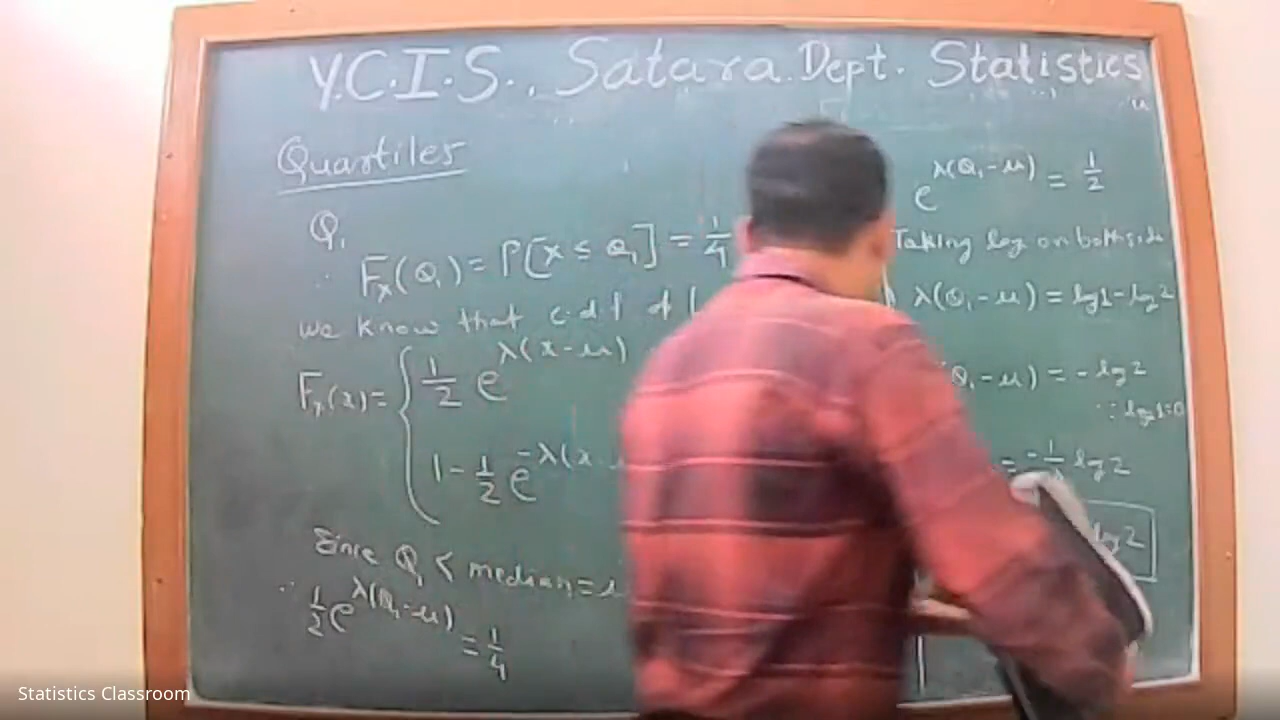 Y.C.I.S., Satara. Dept. Statistics
Quartiles
Q₁
∴ Fₓ(Q₁) = P[X ≤ Q₁] = 1/4
we know that c.d.f of
Fₓ(x) = { 1/2 e^λ(x-μ)
1 - 1/2 e^-λ(x-
Since Q₁ < median =
∴ 1/2 e^λ(Q₁-μ) = 1/4
e^λ(Q₁-μ) = 1/2
Taking log on both side
λ(Q₁-μ) = log1 - log2
Q₁-μ) = -log2
∵ log1=0
= -1/λ log2
log2
Statistics Classroom